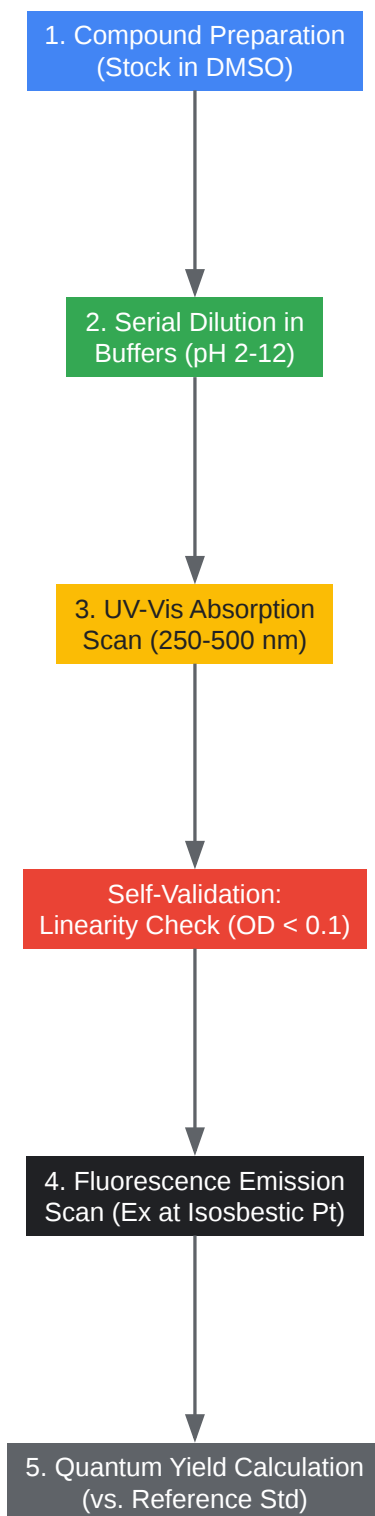 1. Compound Preparation
(Stock in DMSO)
2. Serial Dilution in
Buffers (pH 2-12)
3. UV-Vis Absorption
Scan (250-500 nm)
Self-Validation:
Linearity Check (OD < 0.1)
4. Fluorescence Emission
Scan (Ex at Isosbestic Pt)
5. Quantum Yield Calculation
(vs. Reference Std)